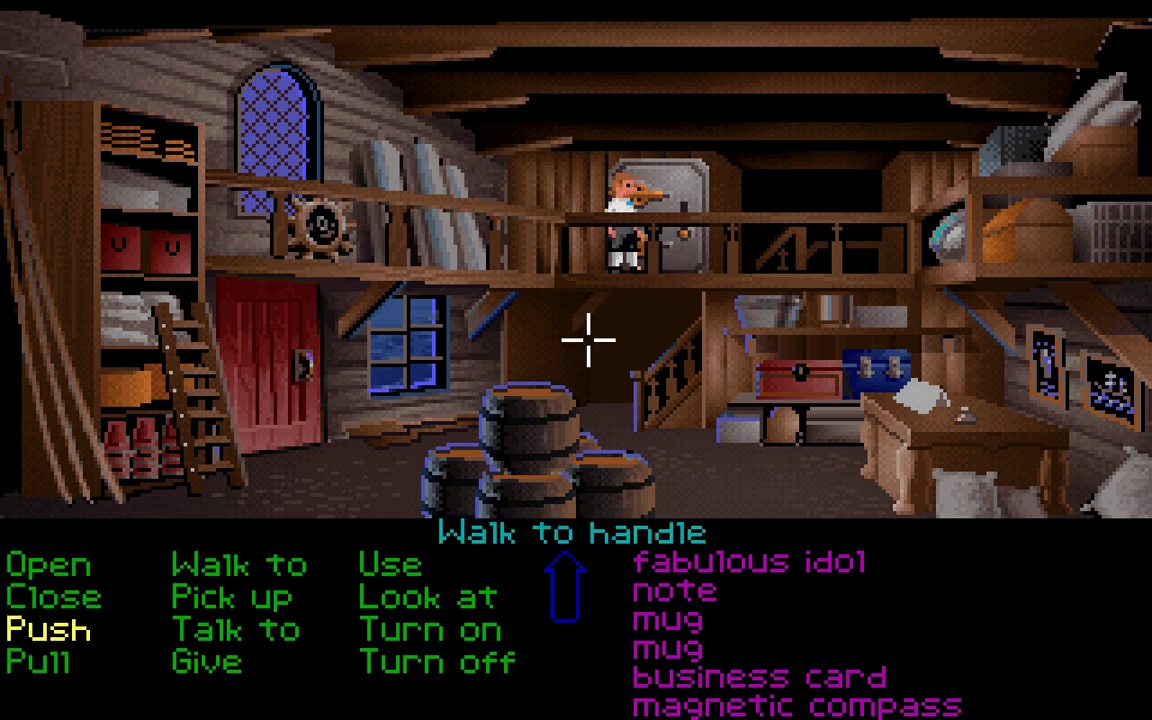 Walk to handle
Open Walk to Use
Close Pick up Look at
Push Talk to Turn on
Pull Give Turn off
fabulous idol
note
mug
mug
business card
magnetic compass